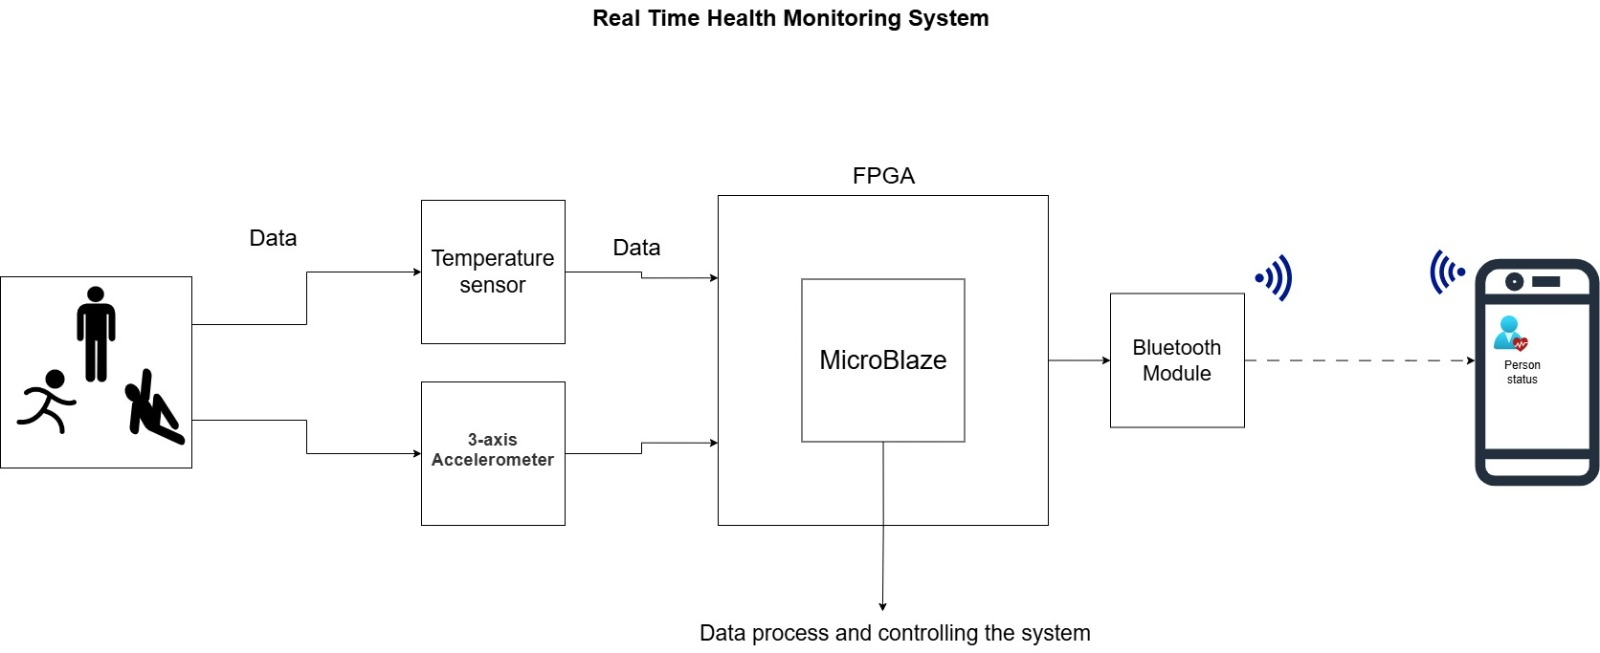 Real Time Health Monitoring System
FPGA
Data
Data
Temperature
sensor
3-axis
Accelerometer
MicroBlaze
Bluetooth
Module
Person
status
Data process and controlling the system